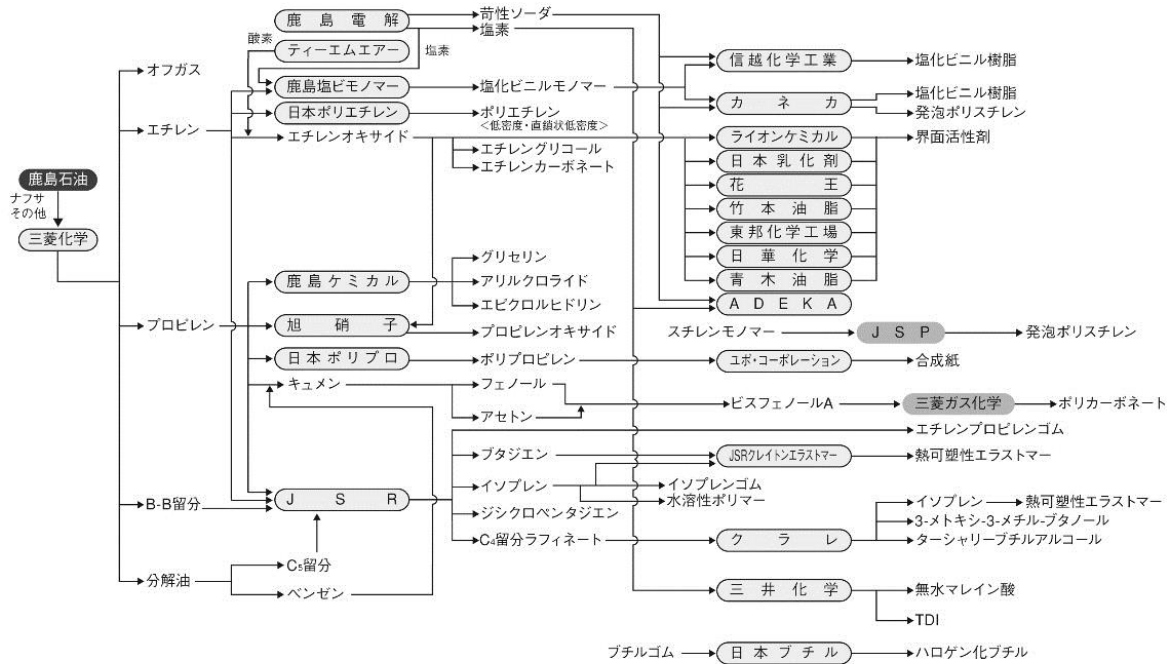 鹿島電解
苛性ソーダ
塩素
酸素
ティーエムエアー
塩素
オフガス
信越化学工業
塩化ビニル樹脂
鹿島塩ビモノマー
塩化ビニルモノマー
カネカ
塩化ビニル樹脂
発泡ポリスチレン
日本ポリエチレン
ポリエチレン
<低密度・直鎖状低密度>
エチレン
エチレンオキサイド
ライオンケミカル
界面活性剤
エチレングリコール
エチレンカーボネート
日本乳化剤
花王
竹本油脂
東邦化学工場
日華化学
青木油脂
ADEKA
鹿島石油
ナフサ
その他
三菱化学
グリセリン
鹿島ケミカル
アリルクロライド
エピクロルヒドリン
プロピレン
旭硝子
プロピレンオキサイド
スチレンモノマー
JSP
発泡ポリスチレン
日本ポリプロ
ポリプロピレン
ユポ・コーポレーション
合成紙
キュメン
フェノール
アセトン
ビスフェノールA
三菱ガス化学
ポリカーボネート
エチレンプロピレンゴム
ブタジエン
JSRクレイトンエラストマー
熱可塑性エラストマー
B-B留分
JSR
イソプレン
イソプレンゴム
水溶性ポリマー
ジシクロペンタジエン
C₄留分ラフィネート
クラレ
イソプレン
熱可塑性エラストマー
3-メトキシ-3-メチル-ブタノール
ターシャリーブチルアルコール
分解油
C₅留分
ベンゼン
三井化学
無水マレイン酸
TDI
ブチルゴム
日本ブチル
ハロゲン化ブチル